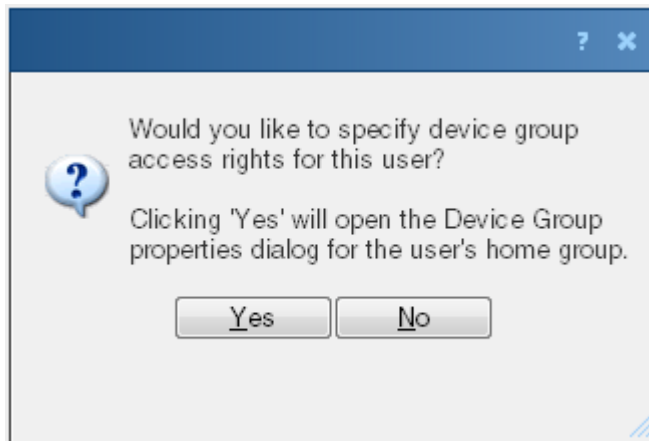 ?
Would you like to specify device group
access rights for this user?
?
Clicking 'Yes' will open the Device Group
properties dialog for the user's home group.
Yes No